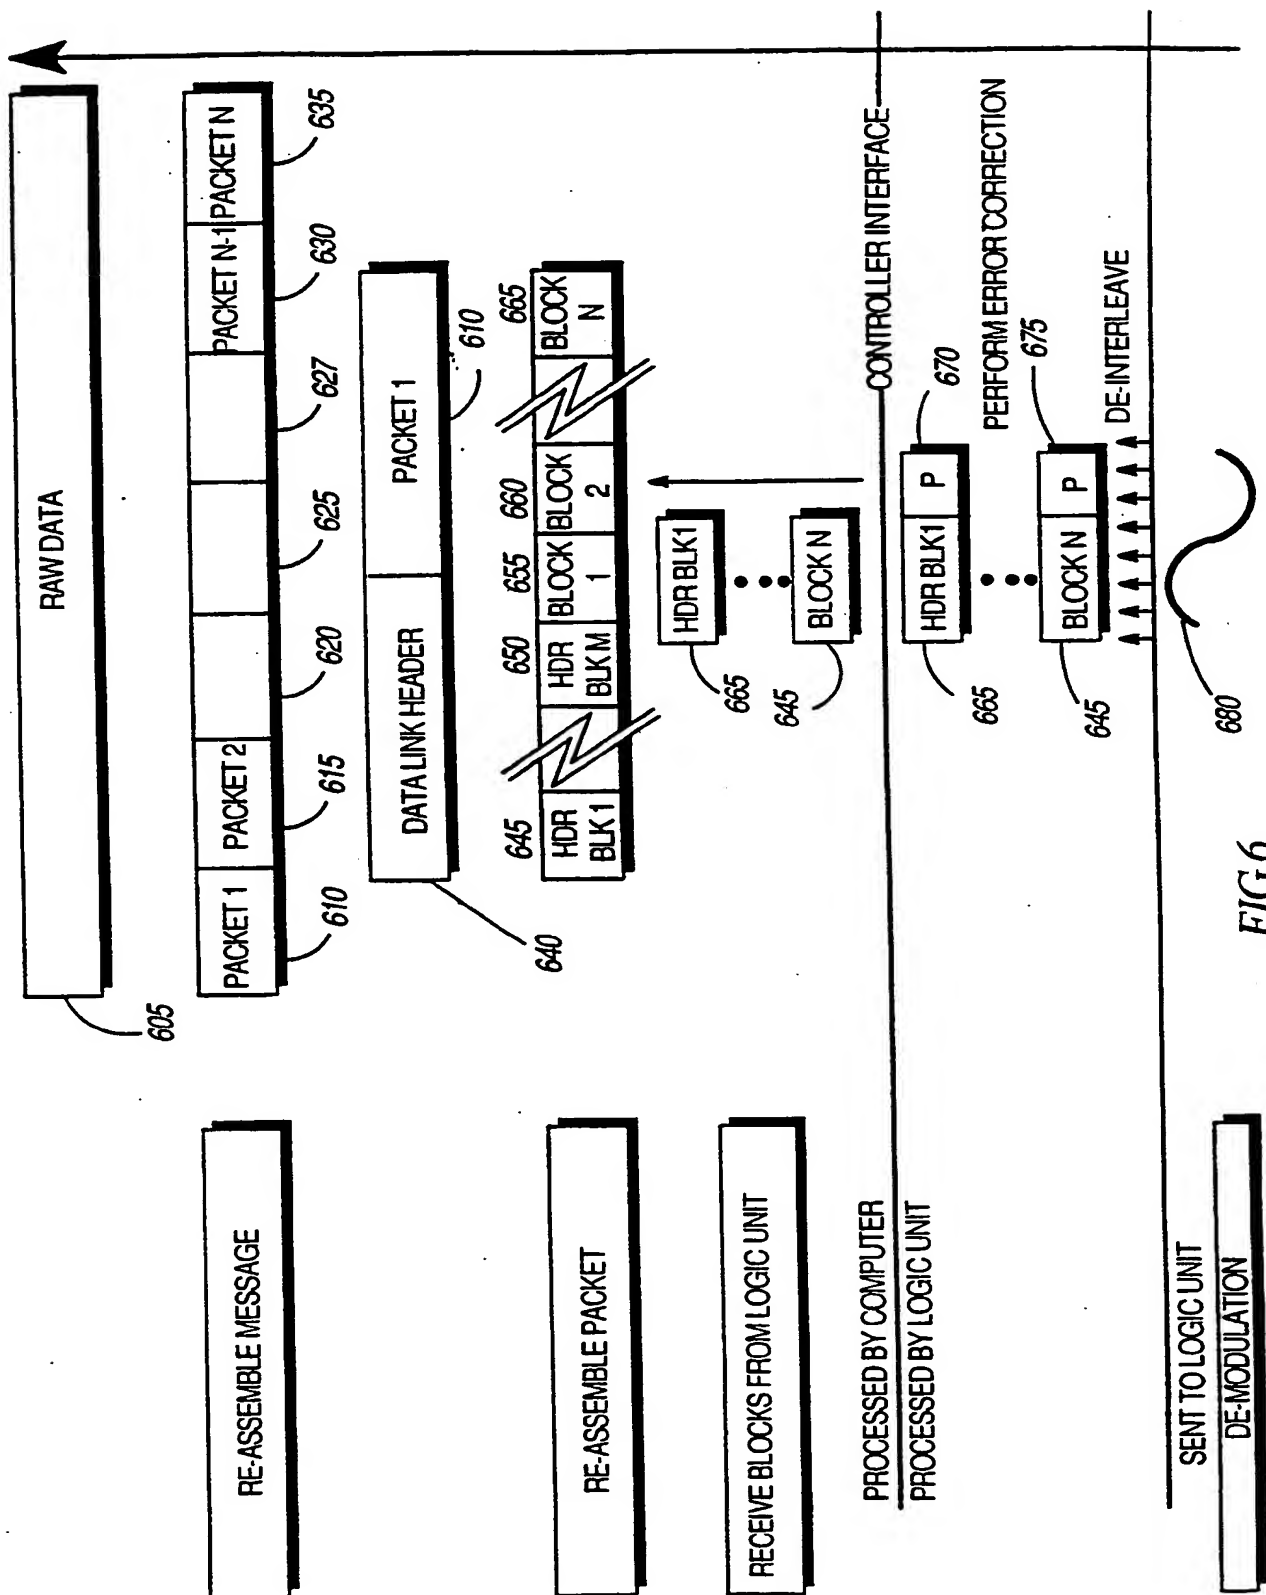 RAW DATA
605
RE-ASSEMBLE MESSAGE
PACKET 1
PACKET 2
PACKET N-1
PACKET N
610
615
620
625
627
630
635
DATA LINK HEADER
PACKET 1
640
610
RE-ASSEMBLE PACKET
645
650
655
660
665
HDR
BLK 1
HDR
BLK M
BLOCK
1
BLOCK
2
BLOCK
N
RECEIVE BLOCKS FROM LOGIC UNIT
HDR BLK1
665
BLOCK N
645
PROCESSED BY COMPUTER
CONTROLLER INTERFACE
PROCESSED BY LOGIC UNIT
HDR BLK1
P
665
670
PERFORM ERROR CORRECTION
BLOCK N
P
645
675
DE-INTERLEAVE
SENT TO LOGIC UNIT
DE-MODULATION
680
FIG.6